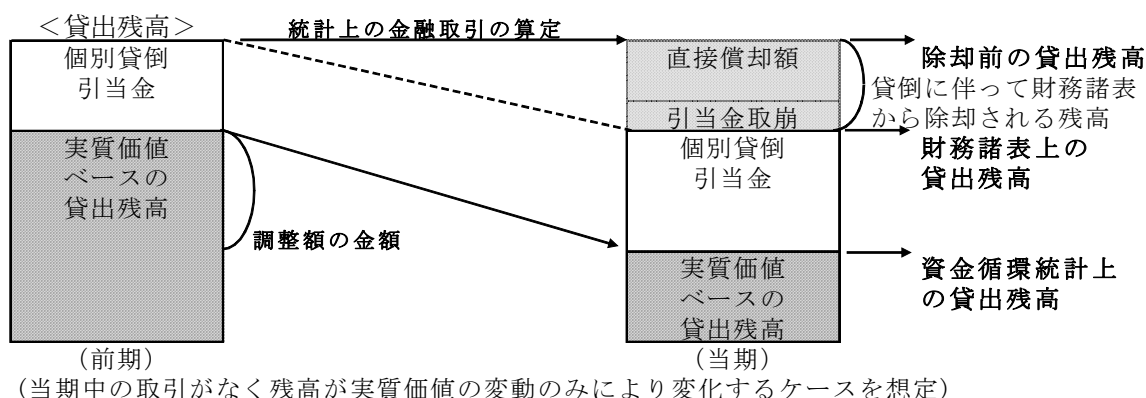 ＜貸出残高＞
統計上の金融取引の算定
個別貸倒
引当金
実質価値
ベースの
貸出残高
調整額の金額
（前期）
直接償却額
引当金取崩
個別貸倒
引当金
実質価値
ベースの
貸出残高
（当期）
除却前の貸出残高
貸倒に伴って財務諸表
から除却される残高
財務諸表上の
貸出残高
資金循環統計上
の貸出残高
（当期中の取引がなく残高が実質価値の変動のみにより変化するケースを想定）